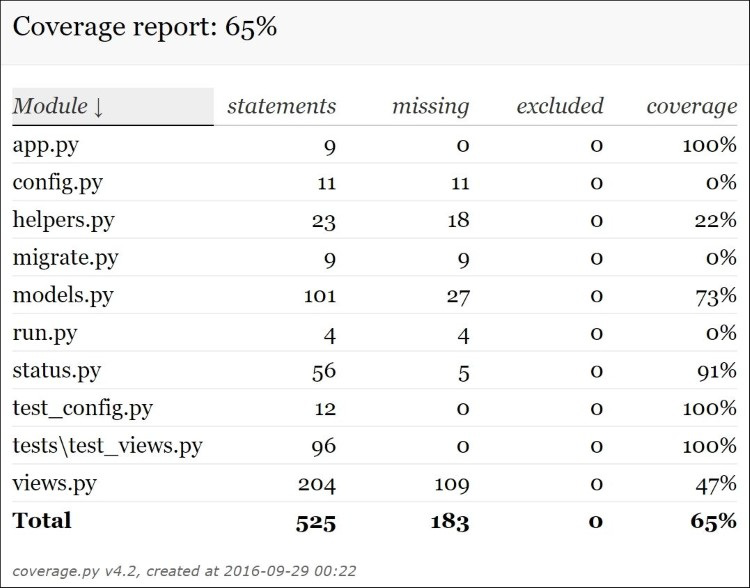 Coverage report: 65%
Module ↓ statements missing excluded coverage
app.py 9 0 0 100%
config.py 11 11 0 0%
helpers.py 23 18 0 22%
migrate.py 9 9 0 0%
models.py 101 27 0 73%
run.py 4 4 0 0%
status.py 56 5 0 91%
test_config.py 12 0 0 100%
tests\test_views.py 96 0 0 100%
views.py 204 109 0 47%
Total 525 183 0 65%
coverage.py v4.2, created at 2016-09-29 00:22